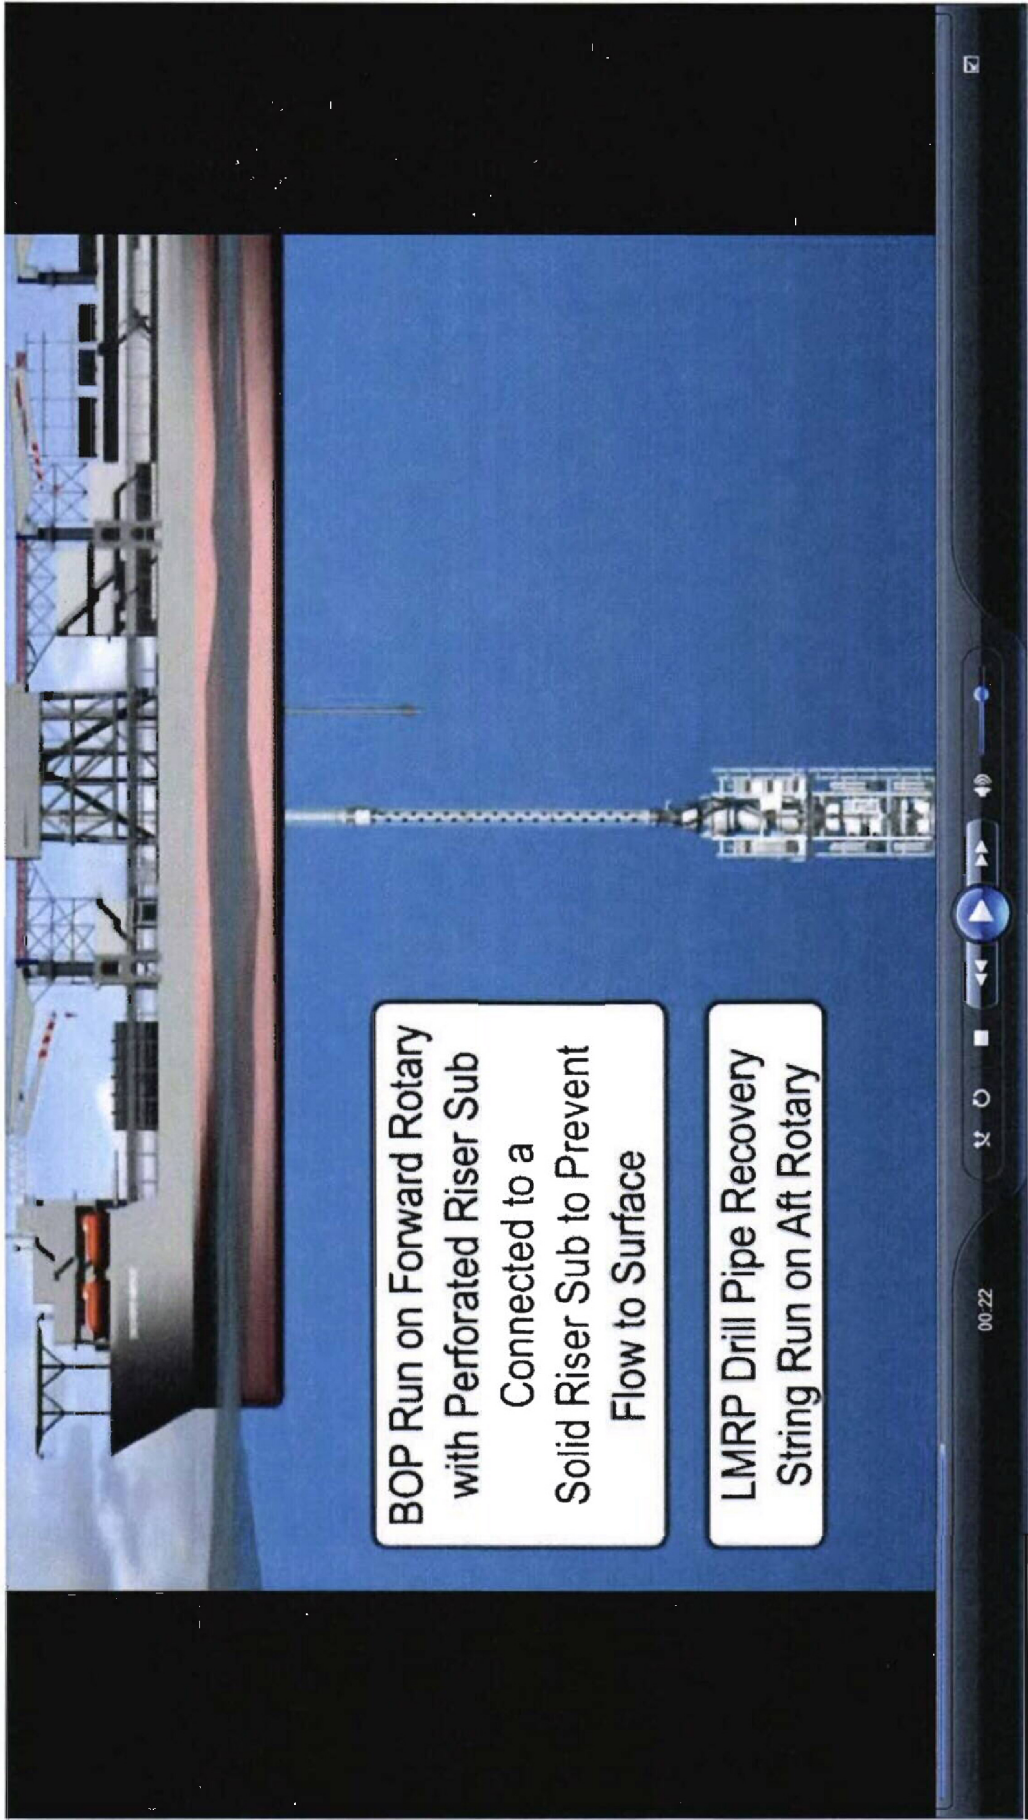 BOP Run on Forward Rotary
with Perforated Riser Sub
Connected to a
Solid Riser Sub to Prevent
Flow to Surface
LMRP Drill Pipe Recovery
String Run on Aft Rotary
00:22